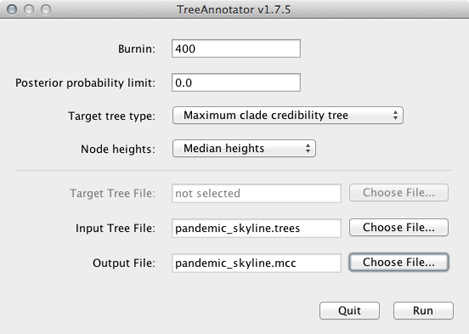 TreeAnnotator v1.7.5
Burnin: 400
Posterior probability limit: 0.0
Target tree type: Maximum clade credibility tree
Node heights: Median heights
Target Tree File: not selected Choose File...
Input Tree File: pandemic_skyline.trees Choose File...
Output File: pandemic_skyline.mcc Choose File...
Quit Run